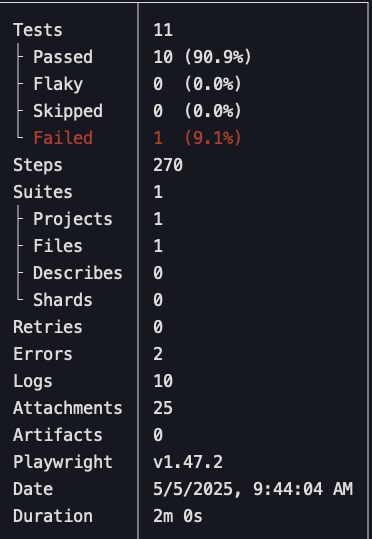 Tests 11
├ Passed 10 (90.9%)
├ Flaky 0 (0.0%)
├ Skipped 0 (0.0%)
└ Failed 1 (9.1%)
Steps 270
Suites 1
├ Projects 1
├ Files 1
├ Describes 0
└ Shards 0
Retries 0
Errors 2
Logs 10
Attachments 25
Artifacts 0
Playwright v1.47.2
Date 5/5/2025, 9:44:04 AM
Duration 2m 0s